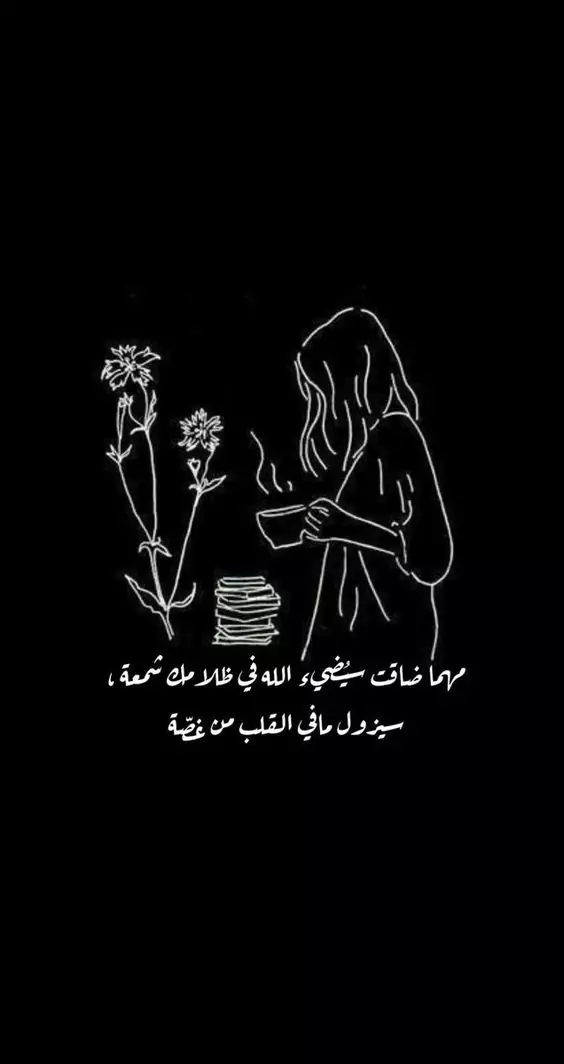 مهما ضاقت سيُضيء الله في ظلامك شمعة ،
سيزول مافي القلب من غصّة